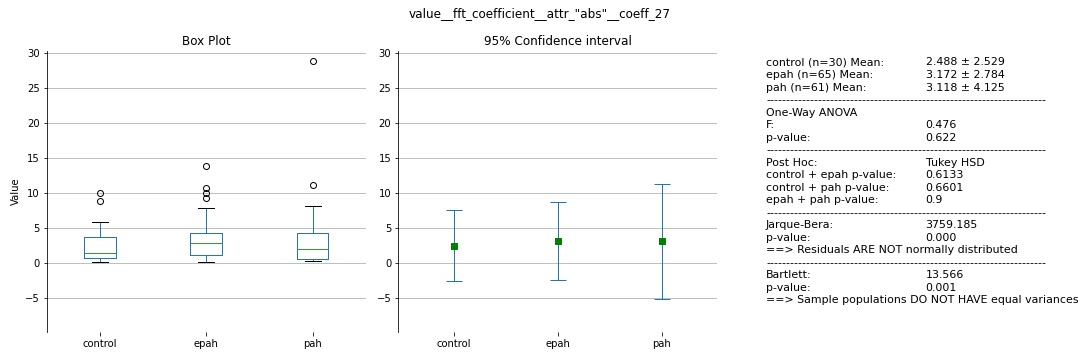 value__fft_coefficient__attr_"abs"__coeff_27
Box Plot
30
25
20
15
10
5
0
−5
Value
control epah pah
95% Confidence interval
30
25
20
15
10
5
0
−5
control epah pah
control (n=30) Mean: 2.488 ± 2.529
epah (n=65) Mean: 3.172 ± 2.784
pah (n=61) Mean: 3.118 ± 4.125
One-Way ANOVA
F: 0.476
p-value: 0.622
Post Hoc: Tukey HSD
control + epah p-value: 0.6133
control + pah p-value: 0.6601
epah + pah p-value: 0.9
Jarque-Bera: 3759.185
p-value: 0.000
==> Residuals ARE NOT normally distributed
Bartlett: 13.566
p-value: 0.001
==> Sample populations DO NOT HAVE equal variances